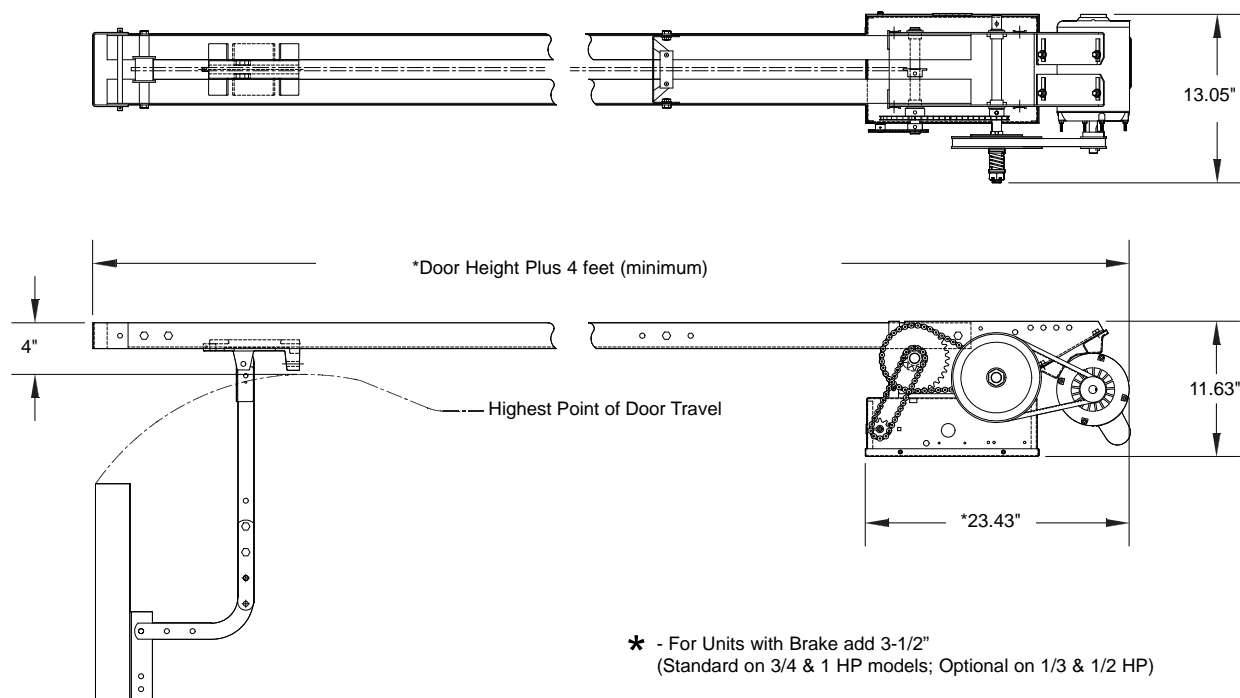 13.05"
*Door Height Plus 4 feet (minimum)
4"
11.63"
Highest Point of Door Travel
*23.43"
* - For Units with Brake add 3-1/2”
(Standard on 3/4 & 1 HP models; Optional on 1/3 & 1/2 HP)